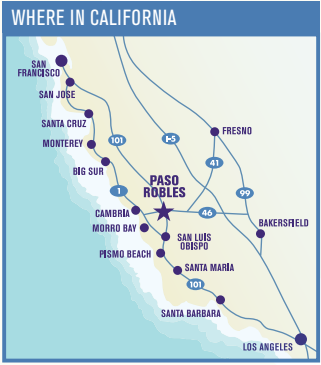 WHERE IN CALIFORNIA
SAN
FRANCISCO
SAN JOSE
SANTA CRUZ
MONTEREY
BIG SUR
101
I-5
FRESNO
41
99
1
PASO
ROBLES
46
CAMBRIA
MORRO BAY
SAN LUIS
OBISPO
BAKERSFIELD
PISMO BEACH
SANTA MARIA
101
SANTA BARBARA
LOS ANGELES